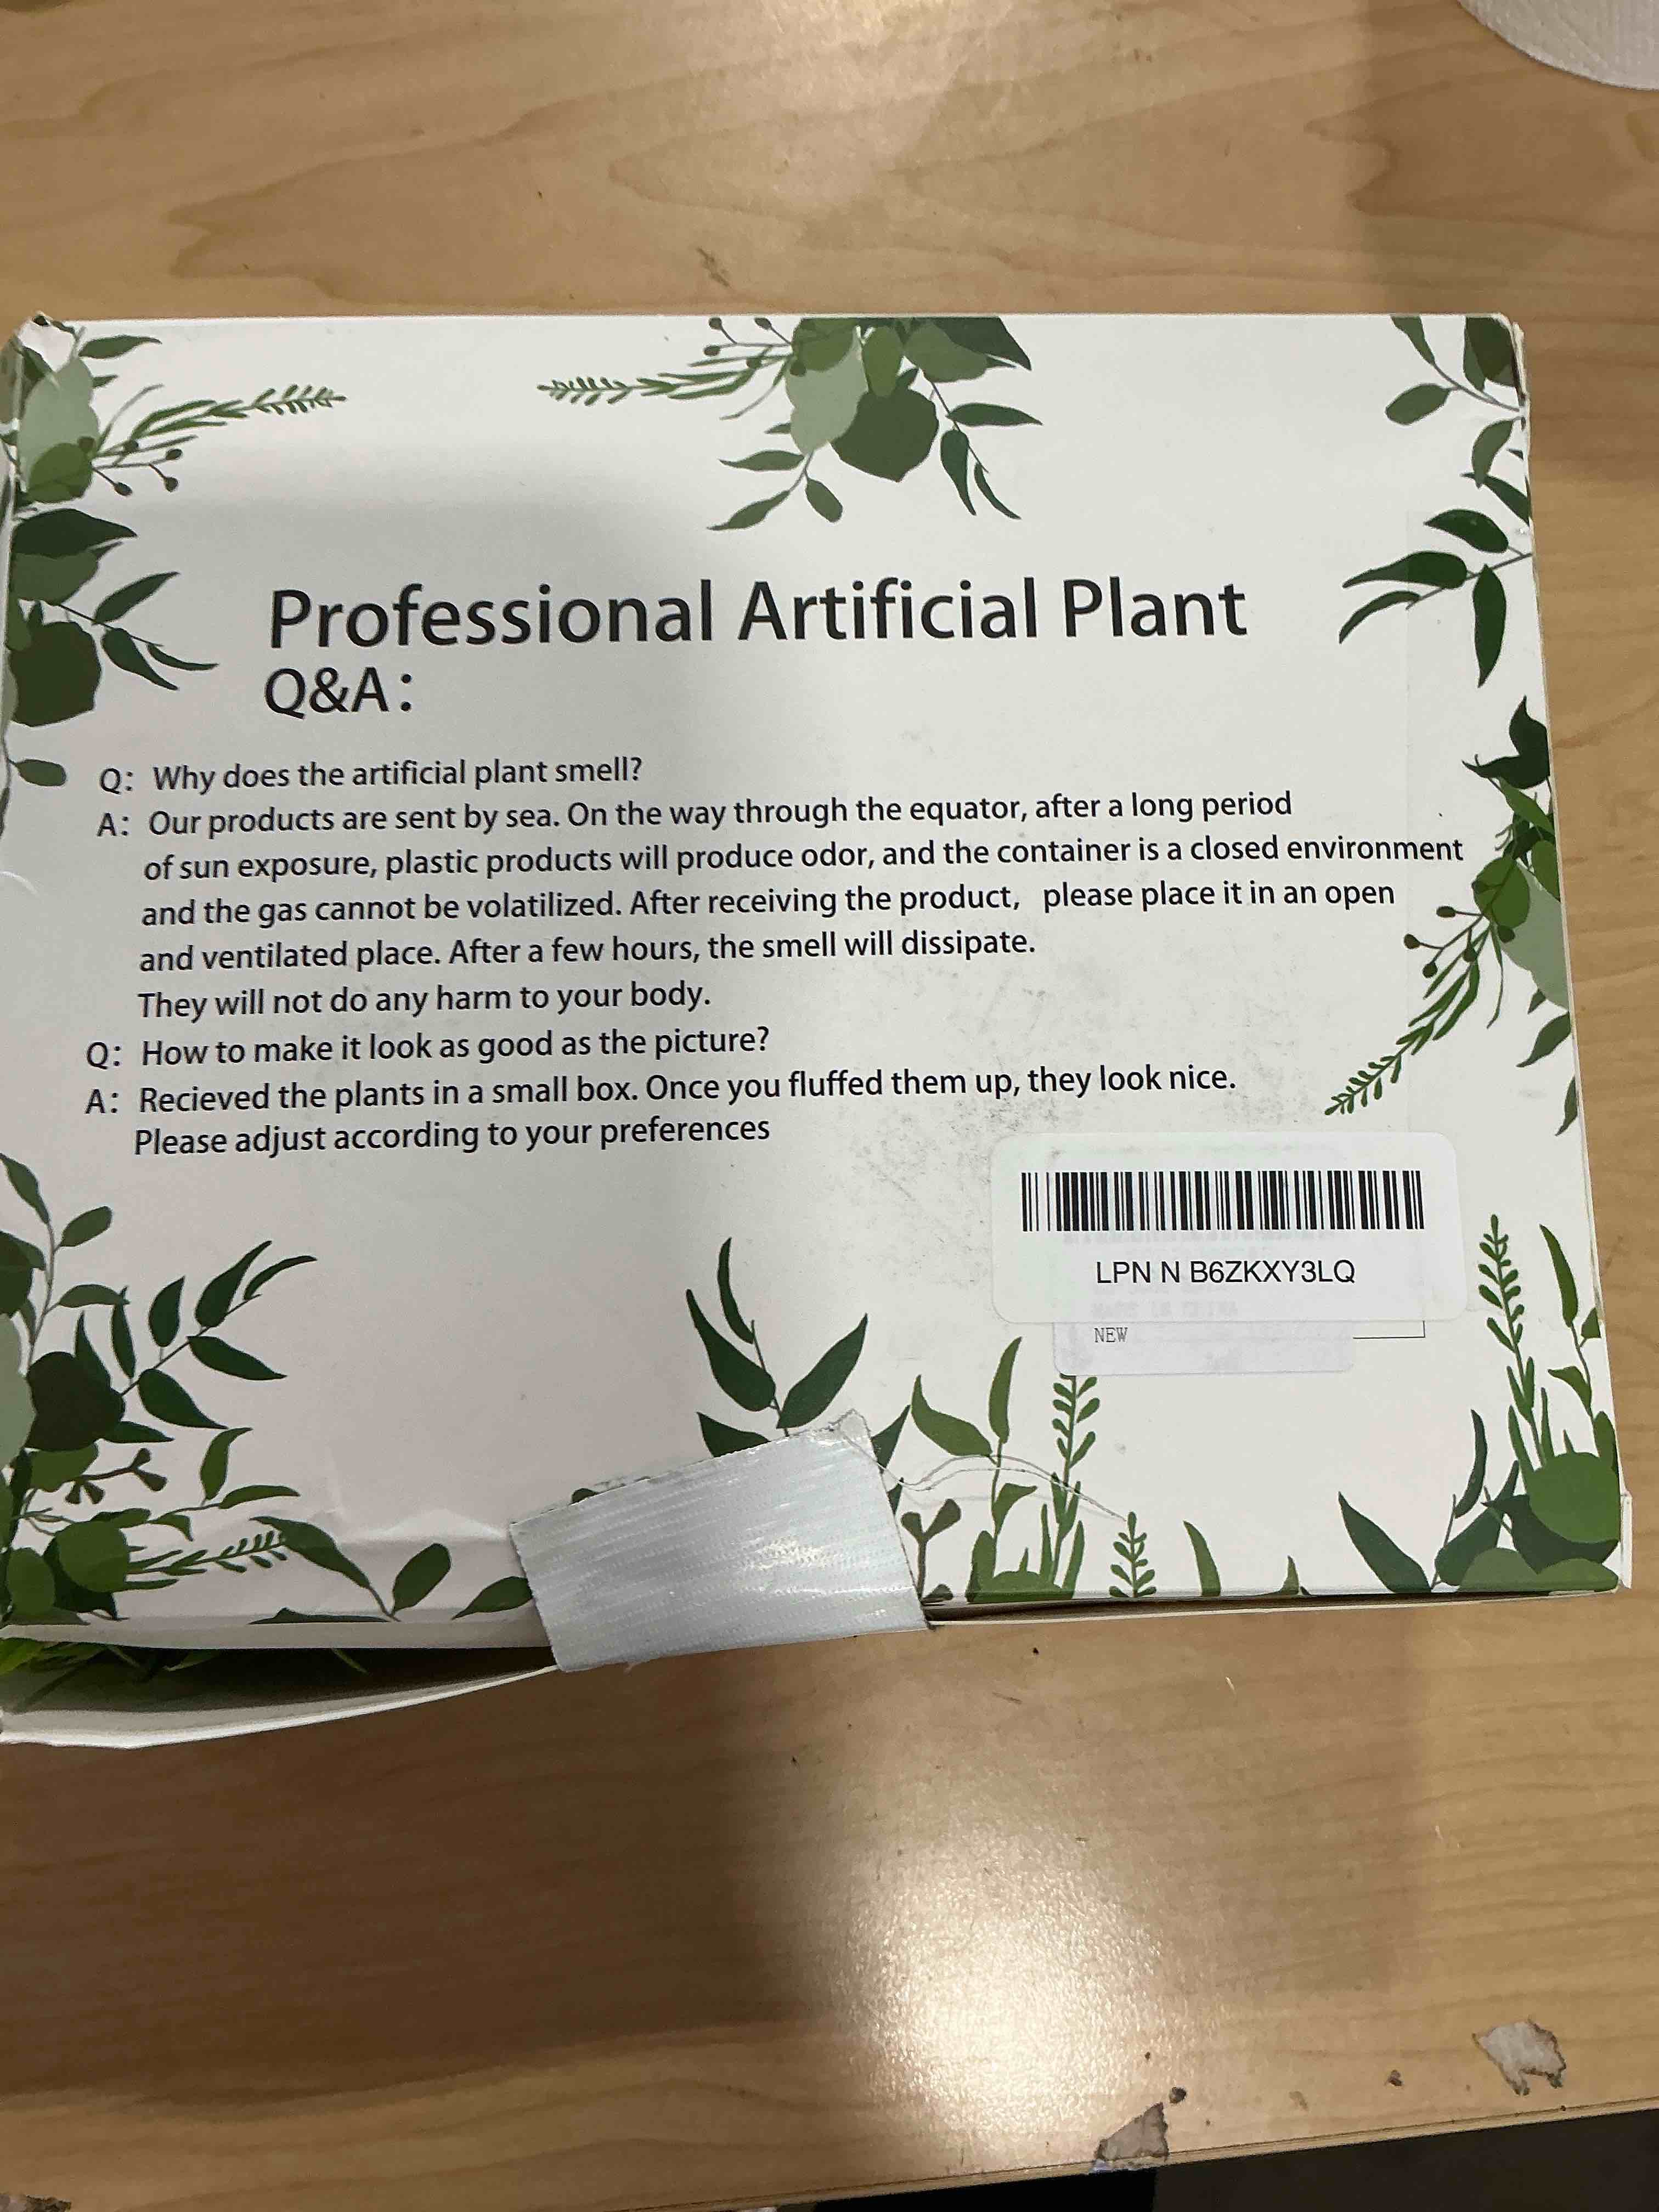 Professional Artificial Plant
Q&A:
Q: Why does the artificial plant smell?
A: Our products are sent by sea. On the way through the equator, after a long period
of sun exposure, plastic products will produce odor, and the container is a closed environment
and the gas cannot be volatilized. After receiving the product, please place it in an open
and ventilated place. After a few hours, the smell will dissipate.
They will not do any harm to your body.
Q: How to make it look as good as the picture?
A: Recieved the plants in a small box. Once you fluffed them up, they look nice.
Please adjust according to your preferences
LPN N B6ZKXY3LQ
NEW